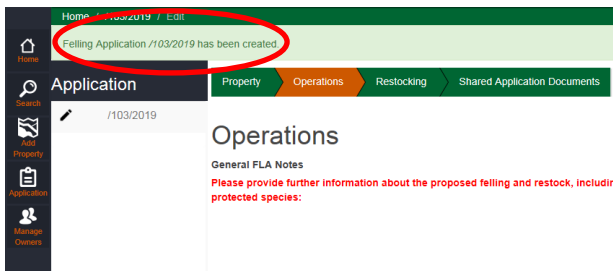 Home / /103/2019 / Edit
Felling Application /103/2019 has been created.
Home
Search
Add
Property
Application
Manage
Owners
Application
/103/2019
Property
Operations
Restocking
Shared Application Documents
Operations
General FLA Notes
Please provide further information about the proposed felling and restock, includin
protected species: